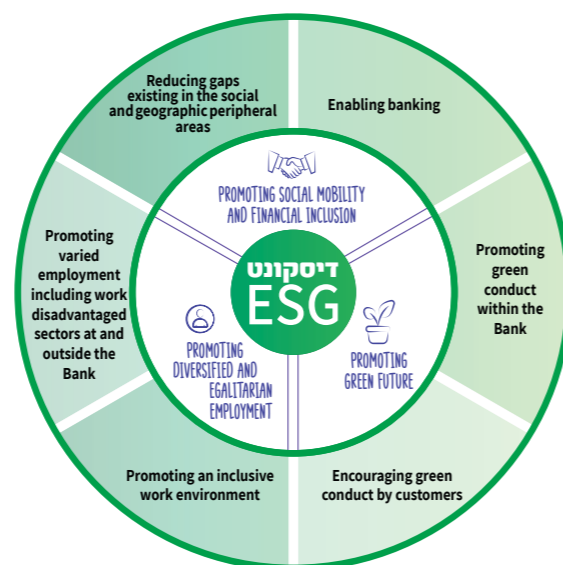 Reducing gaps
existing in the social
and geographic peripheral
areas
Enabling banking
PROMOTING SOCIAL MOBILITY
AND FINANCIAL INCLUSION
Promoting
varied
employment
including work
disadvantaged
sectors at and
outside the
Bank
דיסקונט
ESG
Promoting
green
conduct
within the
Bank
PROMOTING
DIVERSIFIED AND
EGALITARIAN
EMPLOYMENT
PROMOTING
GREEN FUTURE
Promoting an inclusive
work environment
Encouraging green
conduct by customers